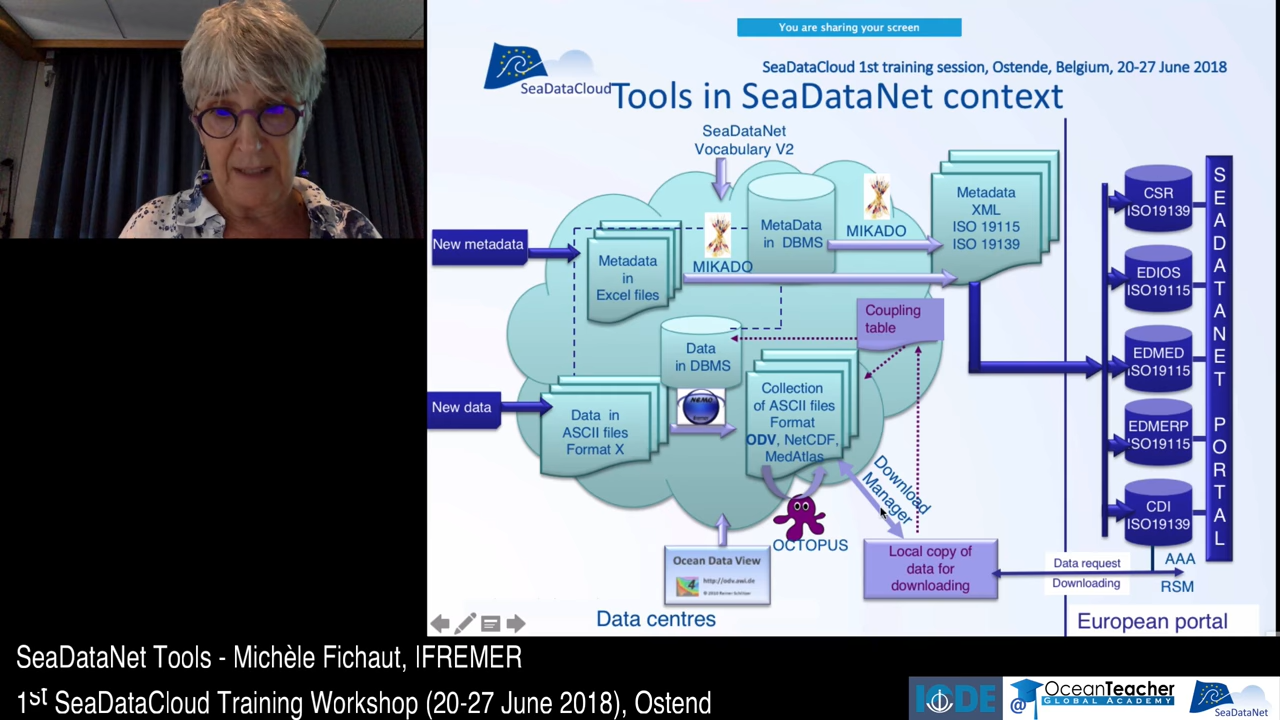 You are sharing your screen
SeaDataCloud
SeaDataCloud 1st training session, Ostende, Belgium, 20-27 June 2018
Tools in SeaDataNet context
SeaDataNet
Vocabulary V2
New metadata
Metadata
in
Excel files
MIKADO
MetaData
in DBMS
MIKADO
Metadata
XML
ISO 19115
ISO 19139
Coupling
table
Data
in DBMS
New data
Data in
ASCII files
Format X
NEMO
Collection
of ASCII files
Format
ODV, NetCDF,
MedAtlas
OCTOPUS
Download
Manager
Ocean Data View
http://odv.awi.de
4
Local copy of
data for
downloading
Data request
Downloading
AAA
RSM
CSR
ISO19139
EDIOS
ISO19115
EDMED
ISO19115
EDMERP
ISO19115
CDI
ISO19139
SEADATANET PORTAL
Data centres
European portal
SeaDataNet Tools - Michèle Fichaut, IFREMER
1st SeaDataCloud Training Workshop (20-27 June 2018), Ostend
IODE
@
OceanTeacher
GLOBAL ACADEMY
SeaDataNet